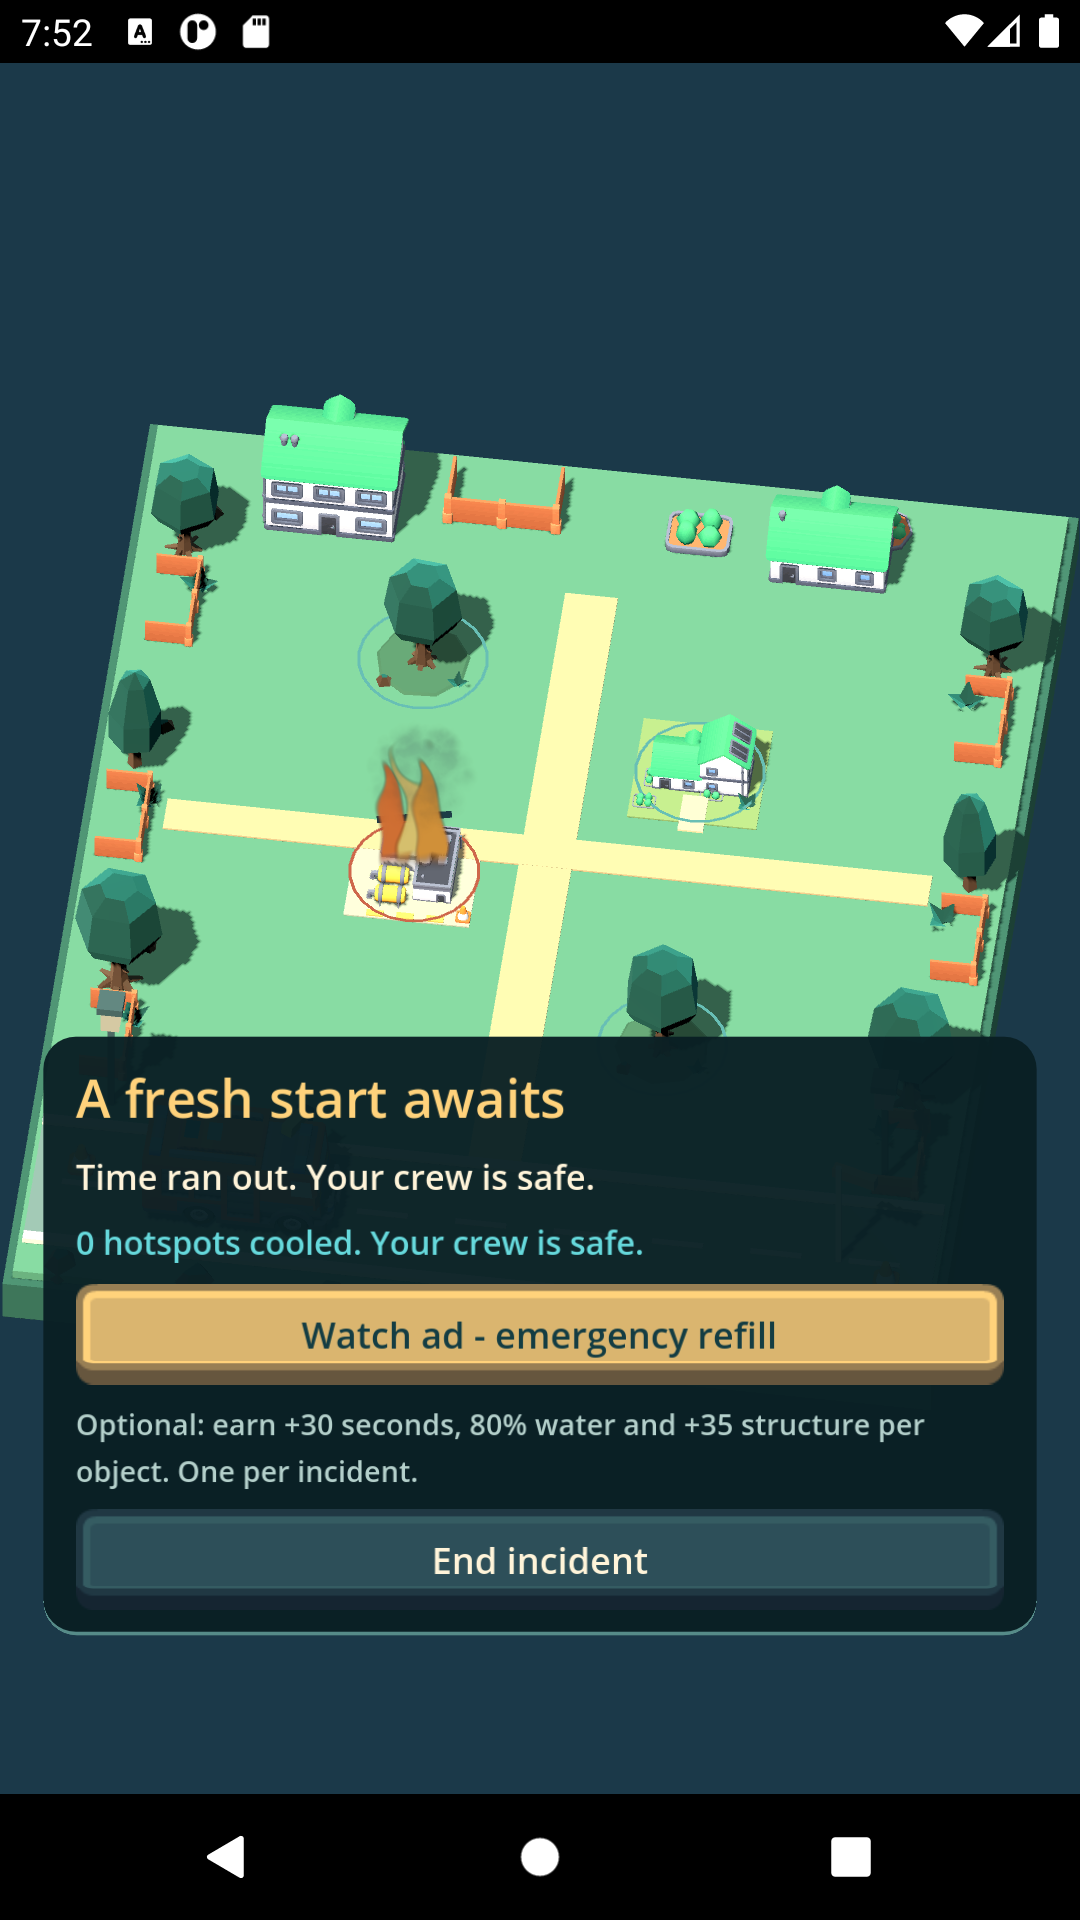 7:52
A fresh start awaits
Time ran out. Your crew is safe.
0 hotspots cooled. Your crew is safe.
Watch ad - emergency refill
Optional: earn +30 seconds, 80% water and +35 structure per
object. One per incident.
End incident